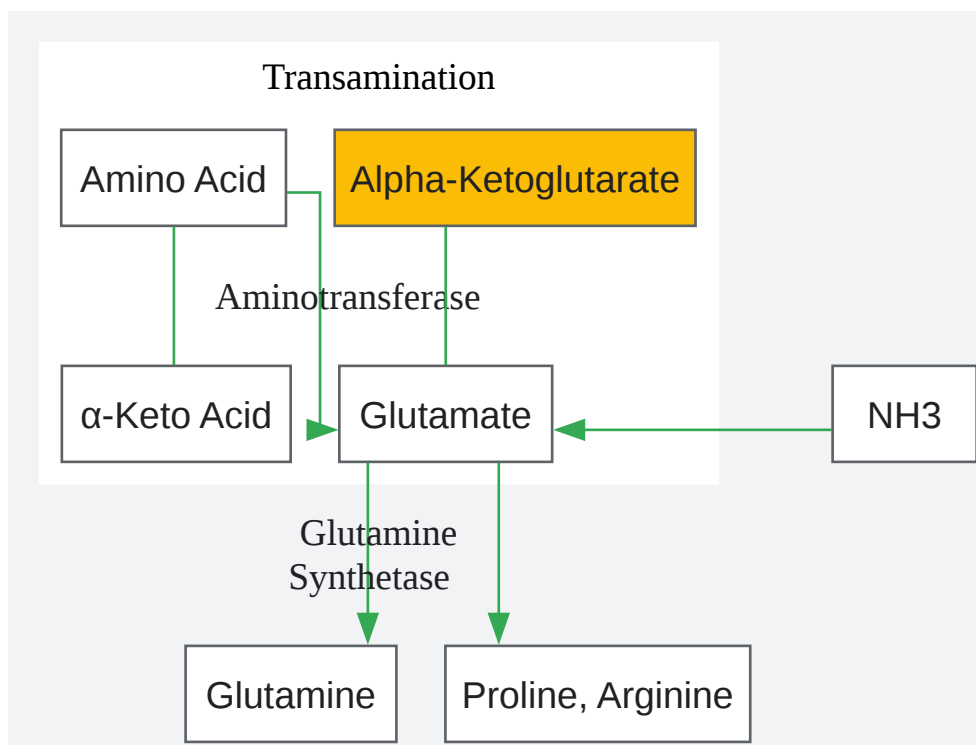 Transamination
Amino Acid
Alpha-Ketoglutarate
Aminotransferase
α-Keto Acid
Glutamate
NH3
Glutamine
Synthetase
Glutamine
Proline, Arginine